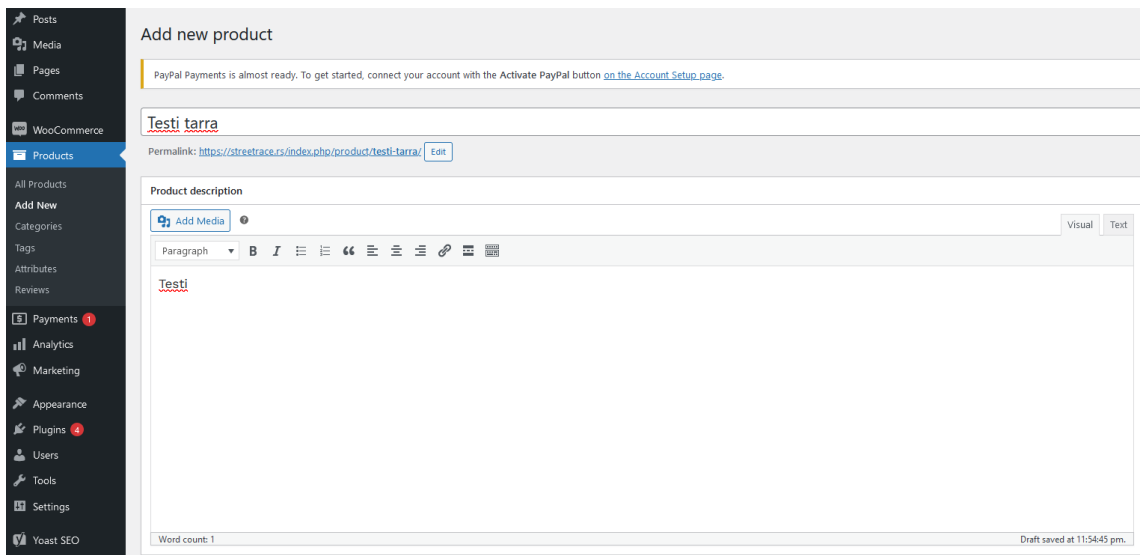 Posts
Media
Pages
Comments
WooCommerce
Products
All Products
Add New
Categories
Tags
Attributes
Reviews
Payments 1
Analytics
Marketing
Appearance
Plugins 4
Users
Tools
Settings
Yoast SEO
Add new product
PayPal Payments is almost ready. To get started, connect your account with the Activate PayPal button on the Account Setup page.
Testi tarra
Permalink: https://streetrace.rs/index.php/product/testi-tarra/ Edit
Product description
Add Media
Visual Text
Paragraph B I
Testi
Word count: 1 Draft saved at 11:54:45 pm.